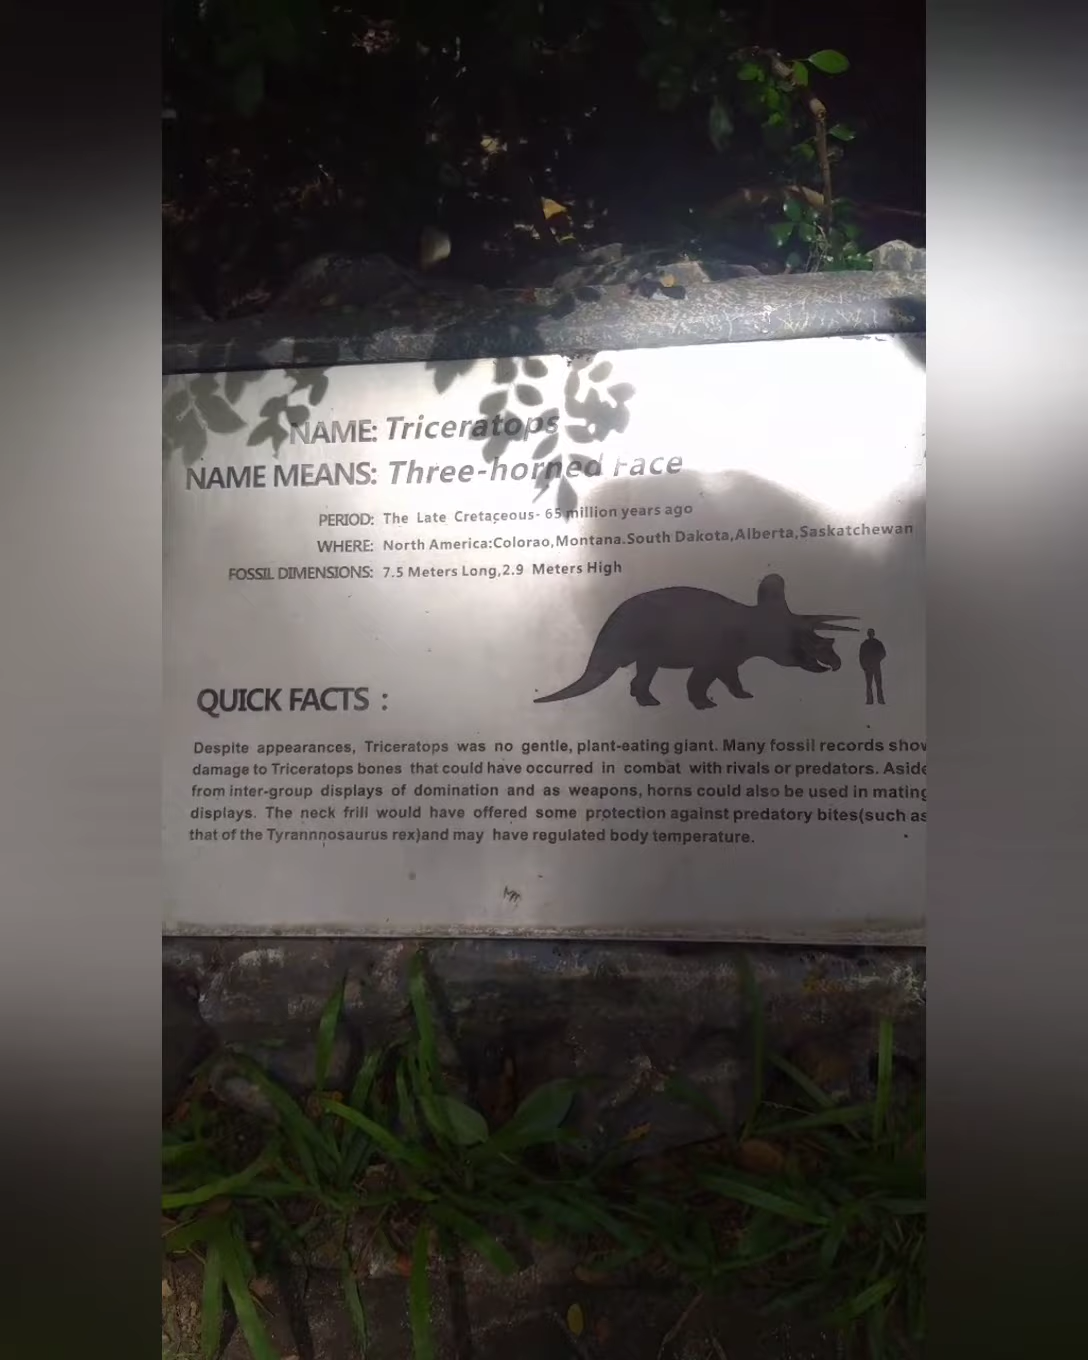 NAME: Triceratops
NAME MEANS: Three-horned Face
PERIOD: The Late Cretaceous- 65 million years ago
WHERE: North America:Colorao,Montana.South Dakota,Alberta,Saskatchewan
FOSSIL DIMENSIONS: 7.5 Meters Long,2.9 Meters High
QUICK FACTS :
Despite appearances, Triceratops was no gentle, plant-eating giant. Many fossil records show
damage to Triceratops bones that could have occurred in combat with rivals or predators. Aside
from inter-group displays of domination and as weapons, horns could also be used in mating
displays. The neck frill would have offered some protection against predatory bites(such as
that of the Tyrannnosaurus rex)and may have regulated body temperature.